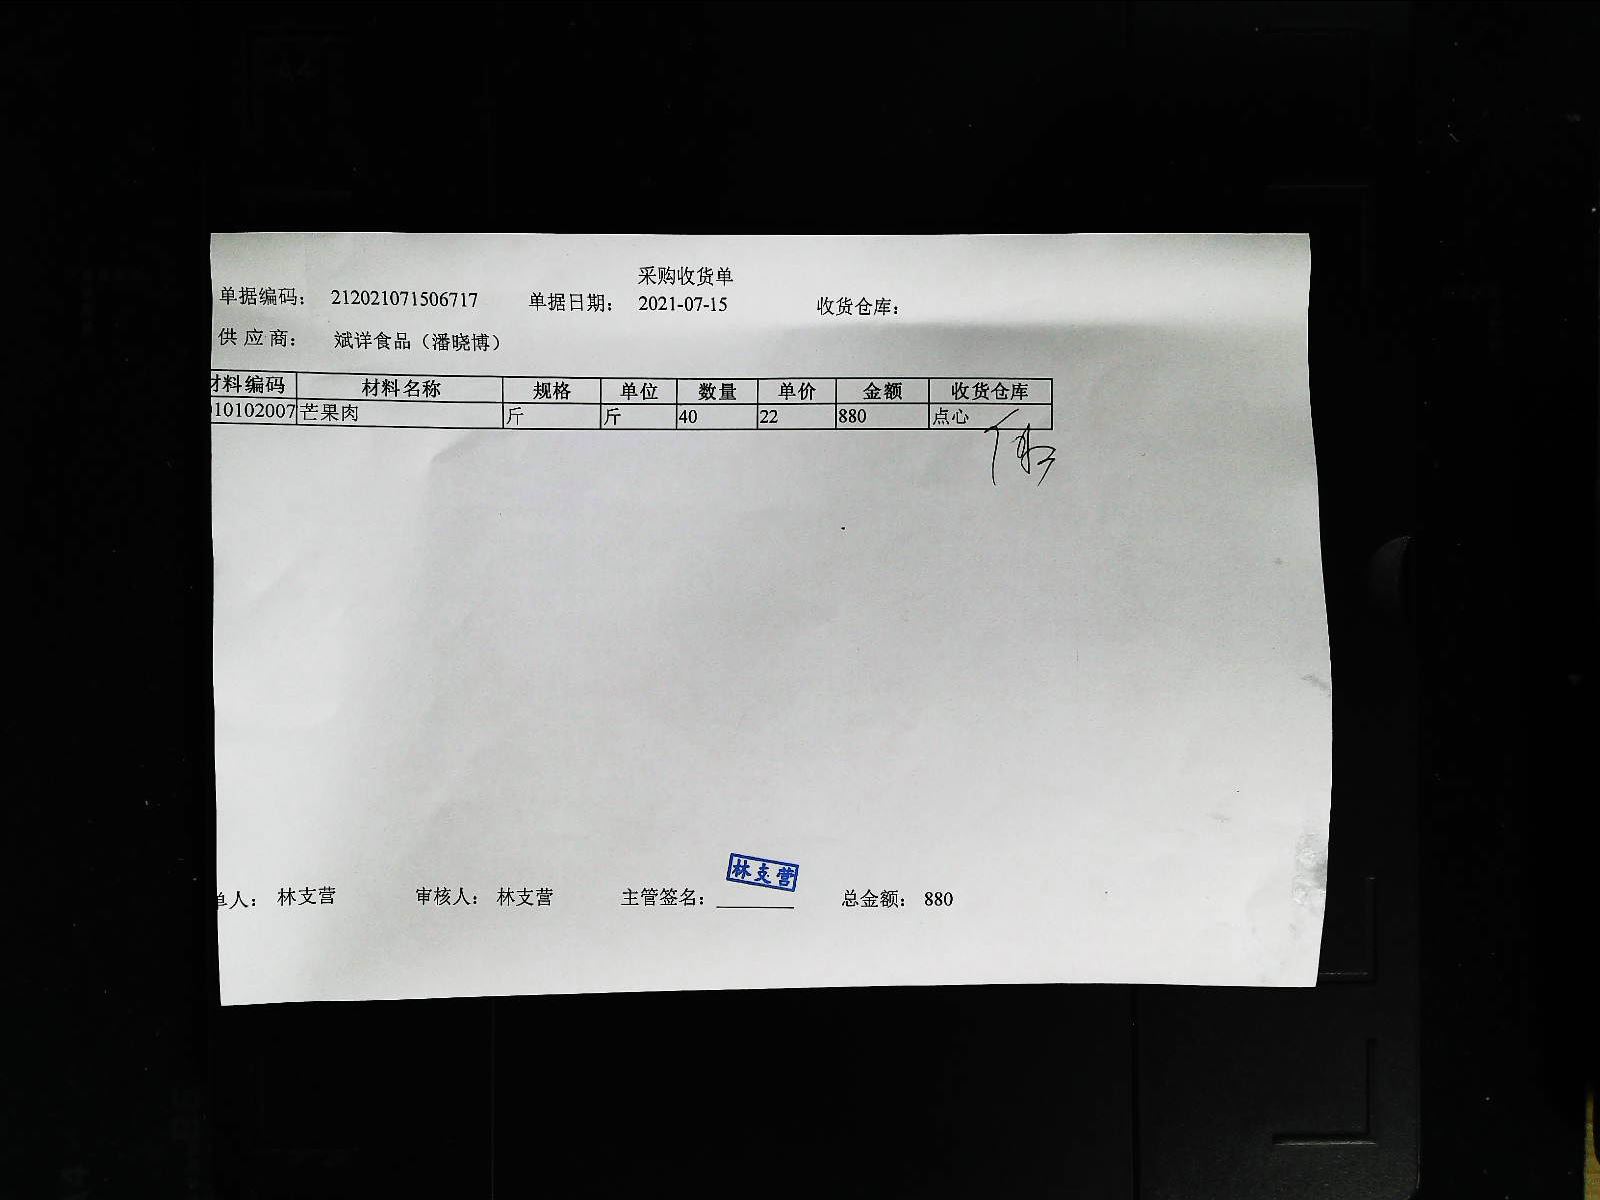 采购收货单
单据编码： 212021071506717 单据日期： 2021-07-15 收货仓库：
供应商： 斌详食品（潘晓博）
材料编码 材料名称 规格 单位 数量 单价 金额 收货仓库
10102007 芒果肉 斤 斤 40 22 880 点心
林支营
单人： 林支营 审核人： 林支营 主管签名： 总金额： 880